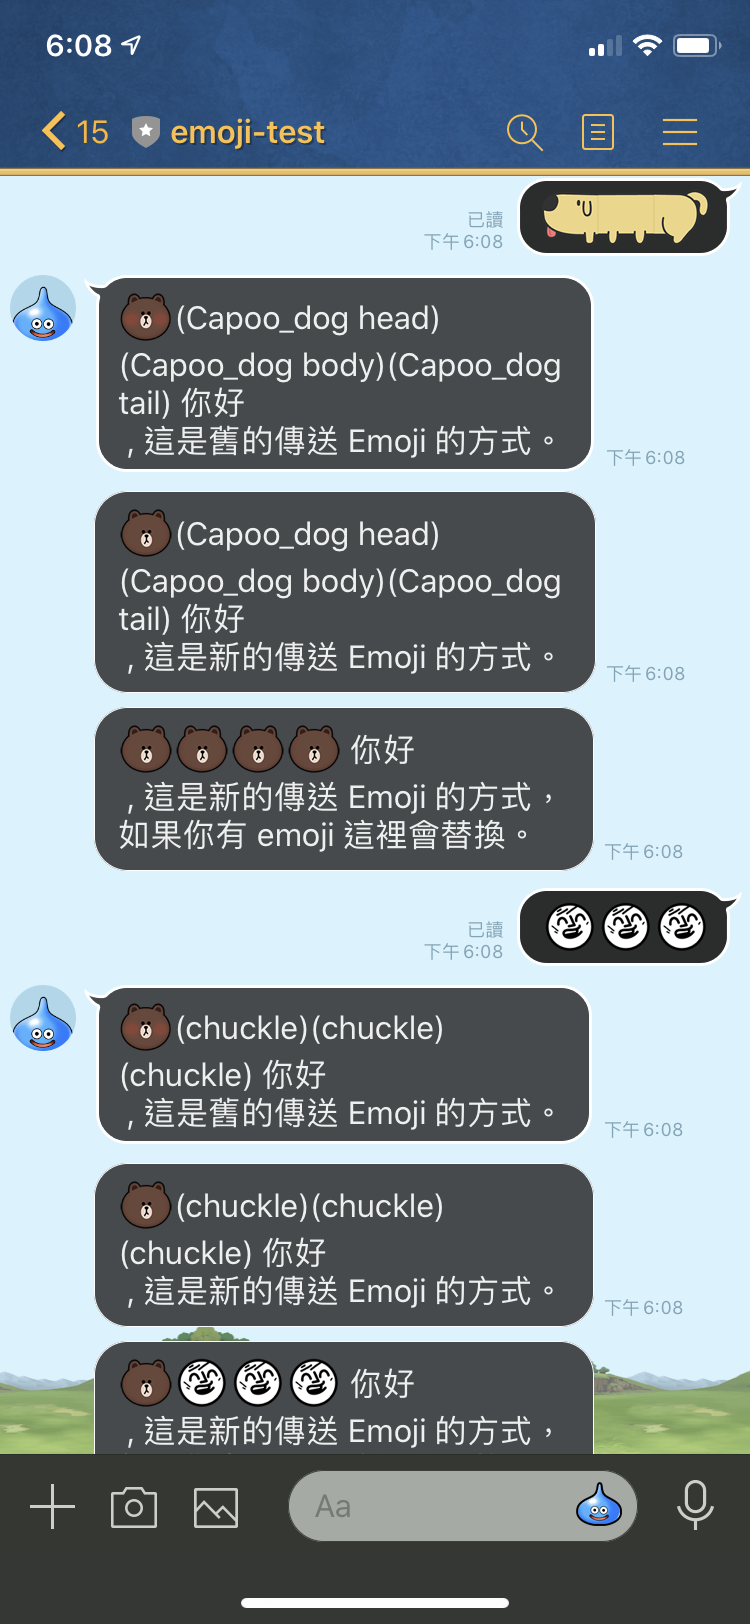 6:08
15 emoji-test
已讀
下午 6:08
(Capoo_dog head)
(Capoo_dog body)(Capoo_dog
tail) 你好
, 這是舊的傳送 Emoji 的方式。
下午 6:08
(Capoo_dog head)
(Capoo_dog body)(Capoo_dog
tail) 你好
, 這是新的傳送 Emoji 的方式。
下午 6:08
你好
, 這是新的傳送 Emoji 的方式，
如果你有 emoji 這裡會替換。
下午 6:08
已讀
下午 6:08
(chuckle)(chuckle)
(chuckle) 你好
, 這是舊的傳送 Emoji 的方式。
下午 6:08
(chuckle)(chuckle)
(chuckle) 你好
, 這是新的傳送 Emoji 的方式。
下午 6:08
你好
, 這是新的傳送 Emoji 的方式，
Aa